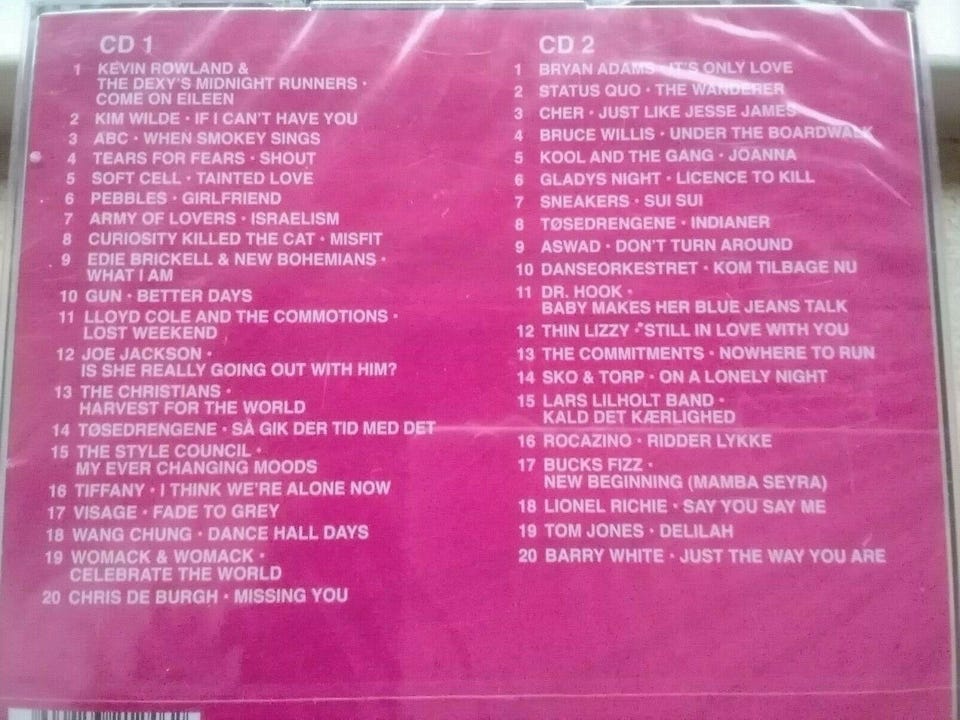 CD 1
1 KEVIN ROWLAND &
THE DEXY'S MIDNIGHT RUNNERS •
COME ON EILEEN
2 KIM WILDE • IF I CAN'T HAVE YOU
3 ABC • WHEN SMOKEY SINGS
4 TEARS FOR FEARS • SHOUT
5 SOFT CELL • TAINTED LOVE
6 PEBBLES • GIRLFRIEND
7 ARMY OF LOVERS • ISRAELISM
8 CURIOSITY KILLED THE CAT • MISFIT
9 EDIE BRICKELL & NEW BOHEMIANS •
WHAT I AM
10 GUN • BETTER DAYS
11 LLOYD COLE AND THE COMMOTIONS •
LOST WEEKEND
12 JOE JACKSON •
IS SHE REALLY GOING OUT WITH HIM?
13 THE CHRISTIANS •
HARVEST FOR THE WORLD
14 TØSEDRENGENE • SÅ GIK DER TID MED DET
15 THE STYLE COUNCIL •
MY EVER CHANGING MOODS
16 TIFFANY • I THINK WE'RE ALONE NOW
17 VISAGE • FADE TO GREY
18 WANG CHUNG • DANCE HALL DAYS
19 WOMACK & WOMACK •
CELEBRATE THE WORLD
20 CHRIS DE BURGH • MISSING YOU
CD 2
1 BRYAN ADAMS • IT'S ONLY LOVE
2 STATUS QUO • THE WANDERER
3 CHER • JUST LIKE JESSE JAMES
4 BRUCE WILLIS • UNDER THE BOARDWALK
5 KOOL AND THE GANG • JOANNA
6 GLADYS NIGHT • LICENCE TO KILL
7 SNEAKERS • SUI SUI
8 TØSEDRENGENE • INDIANER
9 ASWAD • DON'T TURN AROUND
10 DANSEORKESTRET • KOM TILBAGE NU
11 DR. HOOK •
BABY MAKES HER BLUE JEANS TALK
12 THIN LIZZY • STILL IN LOVE WITH YOU
13 THE COMMITMENTS • NOWHERE TO RUN
14 SKO & TORP • ON A LONELY NIGHT
15 LARS LILHOLT BAND •
KALD DET KÆRLIGHED
16 ROCAZINO • RIDDER LYKKE
17 BUCKS FIZZ •
NEW BEGINNING (MAMBA SEYRA)
18 LIONEL RICHIE • SAY YOU SAY ME
19 TOM JONES • DELILAH
20 BARRY WHITE • JUST THE WAY YOU ARE